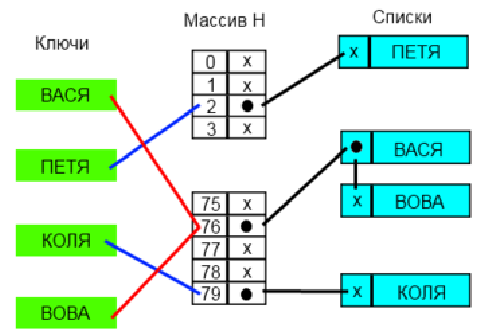 Ключи
Массив Н
Списки
ВАСЯ
ПЕТЯ
КОЛЯ
ВОВА
0 x
1 x
2
3 x
75 x
76
77 x
78 x
79
x ПЕТЯ
ВАСЯ
x ВОВА
x КОЛЯ